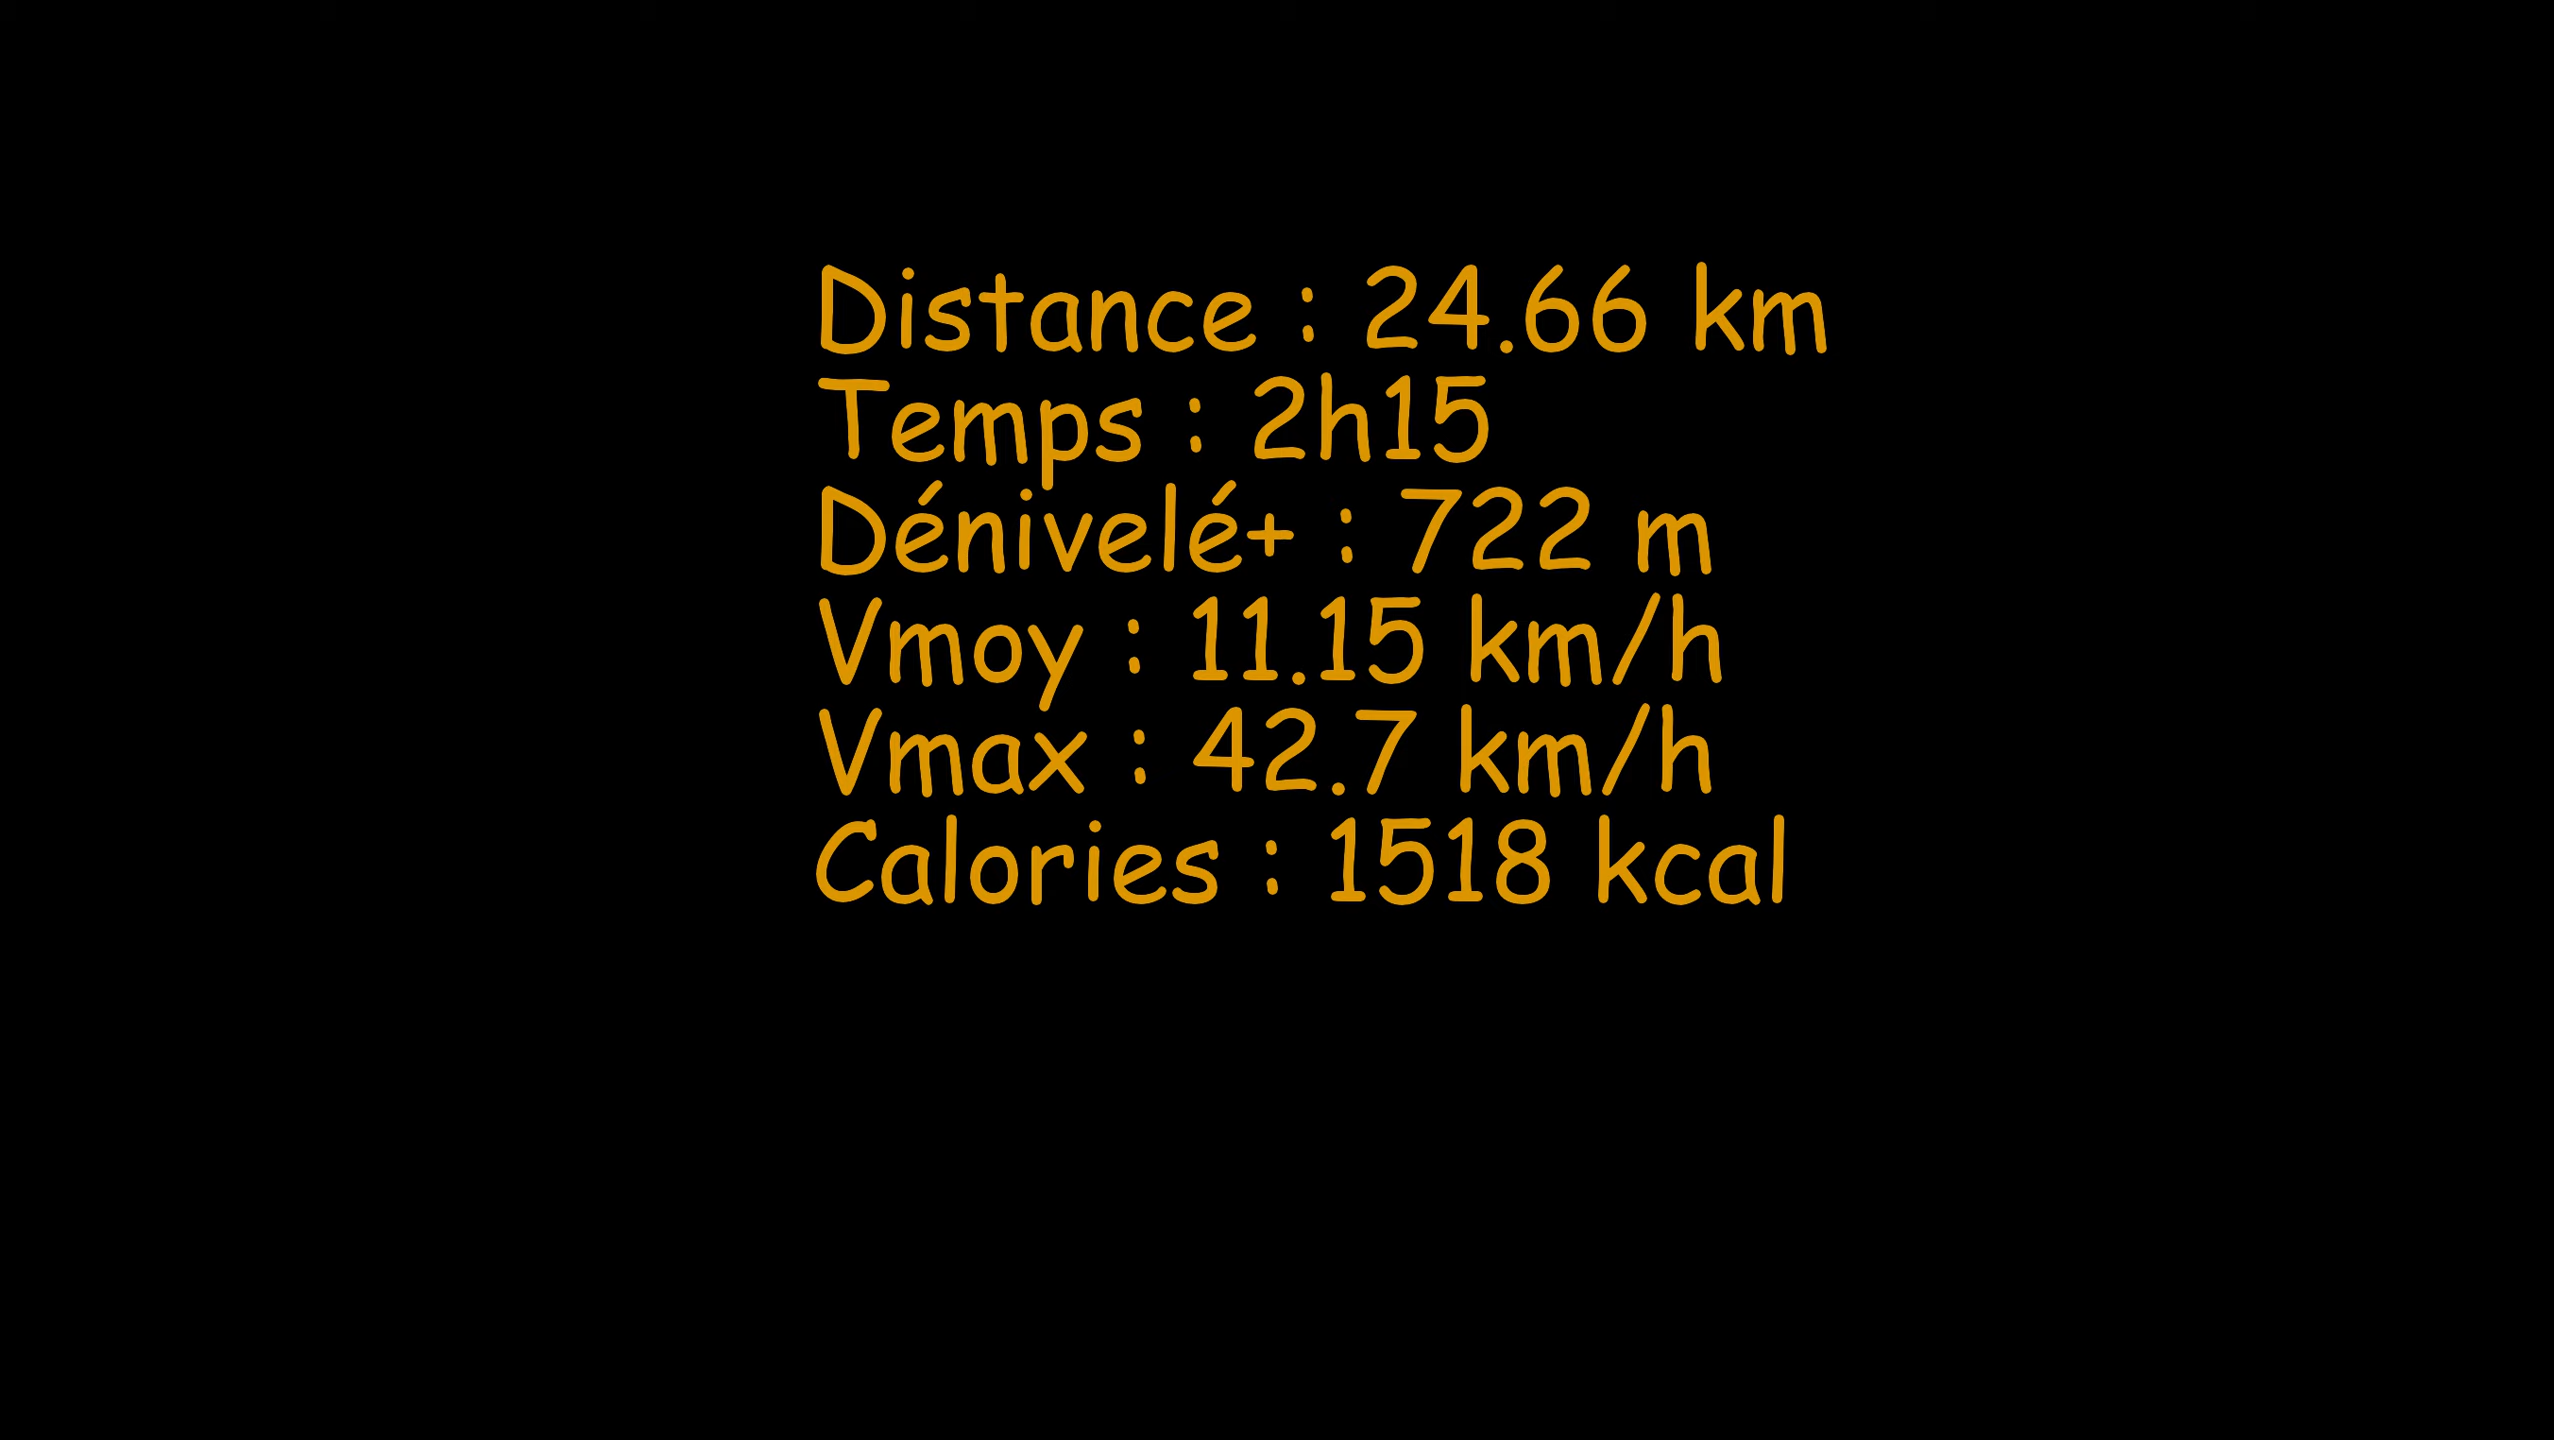 Distance : 24.66 km
Temps : 2h15
Dénivelé+ : 722 m
Vmoy : 11.15 km/h
Vmax : 42.7 km/h
Calories : 1518 kcal